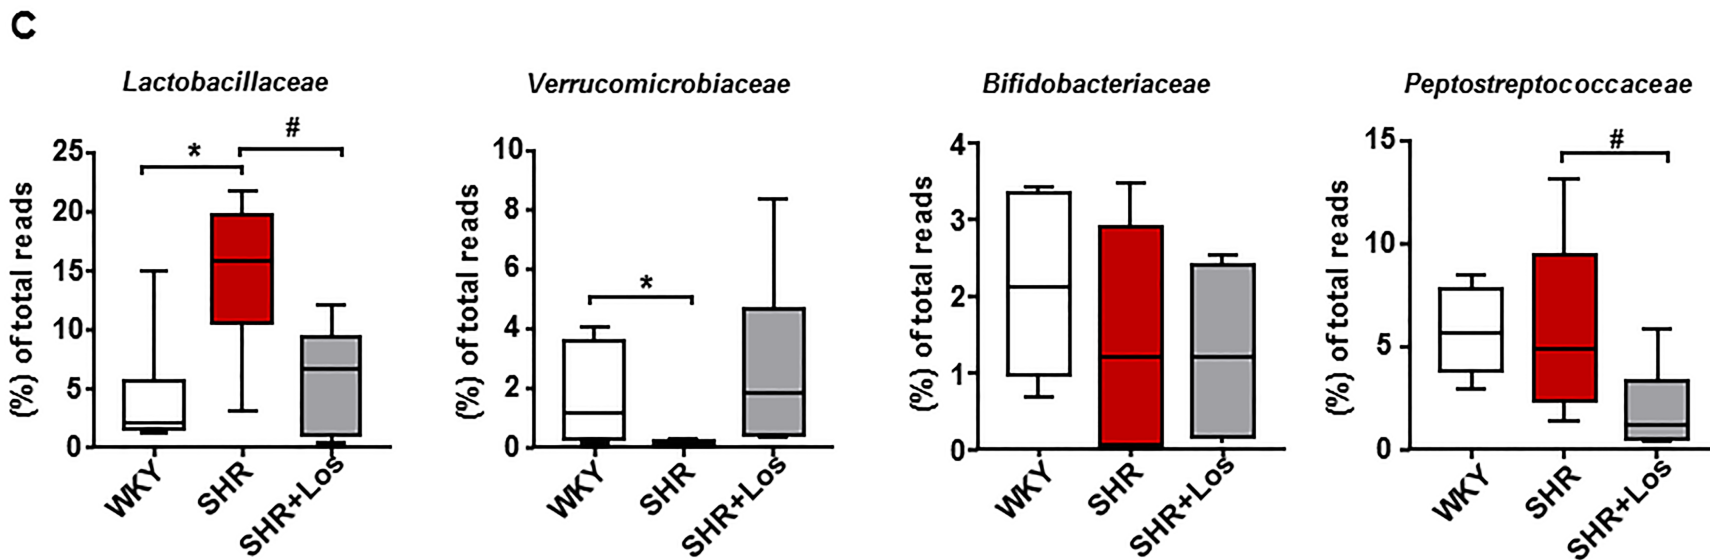 C
Lactobacillaceae
(%) of total reads
25
20
15
10
5
0
*
#
WKY
SHR
SHR+Los
Verrucomicrobiaceae
(%) of total reads
10
8
6
4
2
0
*
WKY
SHR
SHR+Los
Bifidobacteriaceae
(%) of total reads
4
3
2
1
0
WKY
SHR
SHR+Los
Peptostreptococcaceae
(%) of total reads
15
10
5
0
#
WKY
SHR
SHR+Los